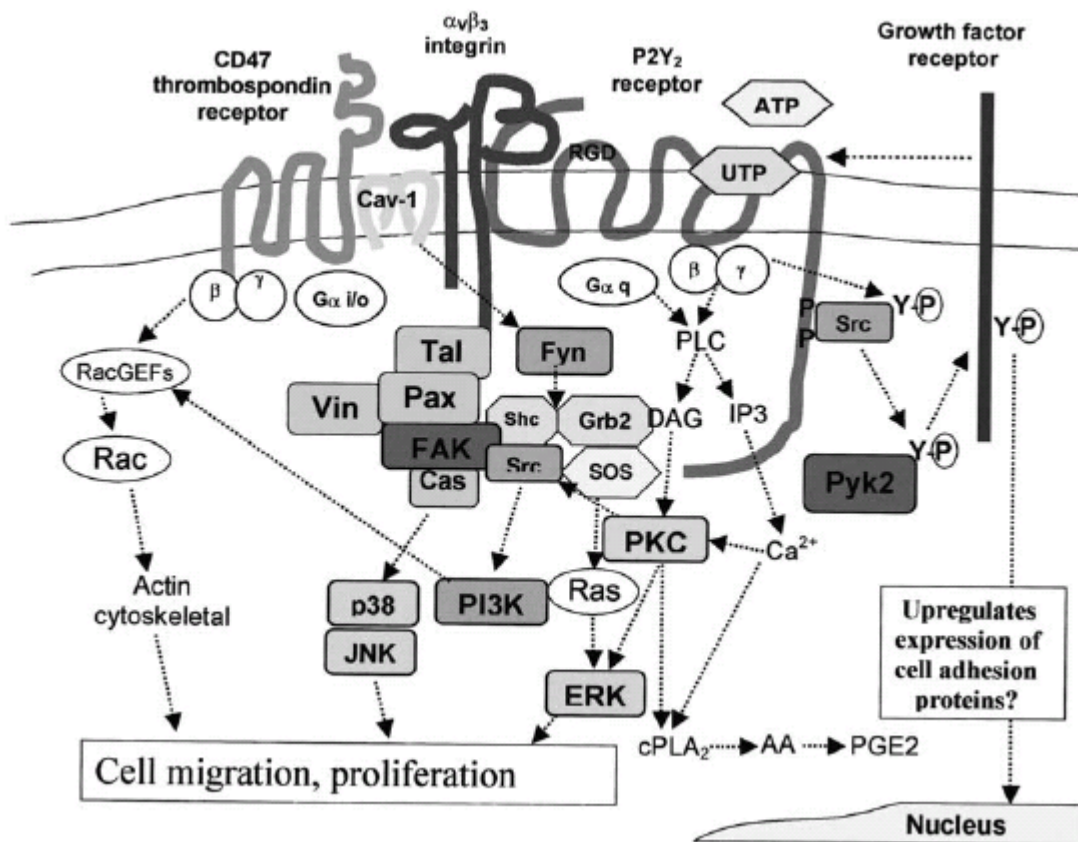 αvβ3
integrin
CD47
thrombospondin
receptor
P2Y2
receptor
Growth factor
receptor
ATP
RGD
UTP
Cav-1
β
γ
Gα i/o
Gα q
β
γ
P
P
Src
Y-P
Y-P
PLC
Tal
Fyn
RacGEFs
Vin
Pax
Shc
Grb2
DAG
IP3
FAK
Src
SOS
Y-P
Rac
Cas
Pyk2
PKC
Ca2+
Actin
cytoskeletal
p38
PI3K
Ras
JNK
ERK
Upregulates
expression of
cell adhesion
proteins?
cPLA2
AA
PGE2
Cell migration, proliferation
Nucleus